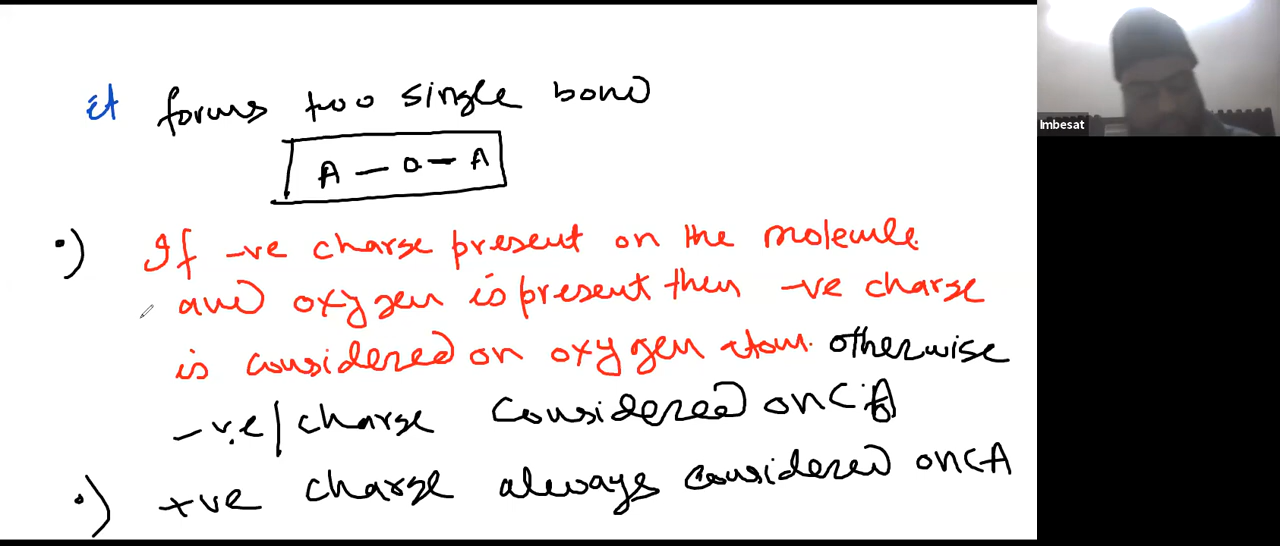 It forms two single bond
A — O — A
•) If -ve charge present on the molecule
and oxygen is present then -ve charge
is considered on oxygen atom. otherwise
-ve/charge considered on CA
•) +ve charge always considered on CA
Imbesat